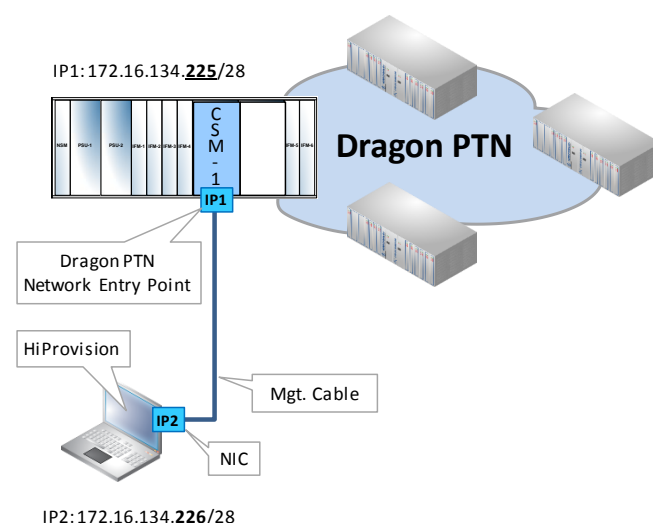 IP1: 172.16.134.225/28
NSM
PSU-1
PSU-2
IFM-1
IFM-2
IFM-3
IFM-4
CSM-1
IFM-5
IFM-6
IP1
Dragon PTN
Dragon PTN
Network Entry Point
HiProvision
Mgt. Cable
IP2
NIC
IP2: 172.16.134.226/28